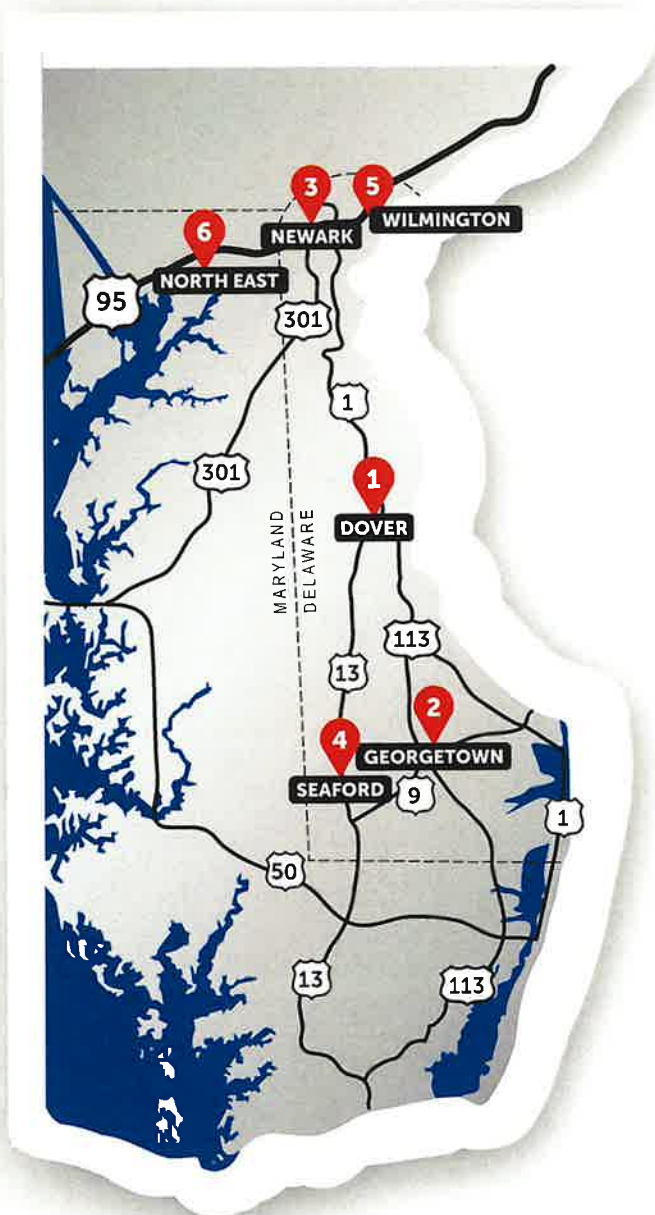 3
5
WILMINGTON
NEWARK
6
NORTH EAST
95
301
1
301
1
DOVER
MARYLAND
DELAWARE
113
13
2
4
GEORGETOWN
SEAFORD
9
1
50
13
113